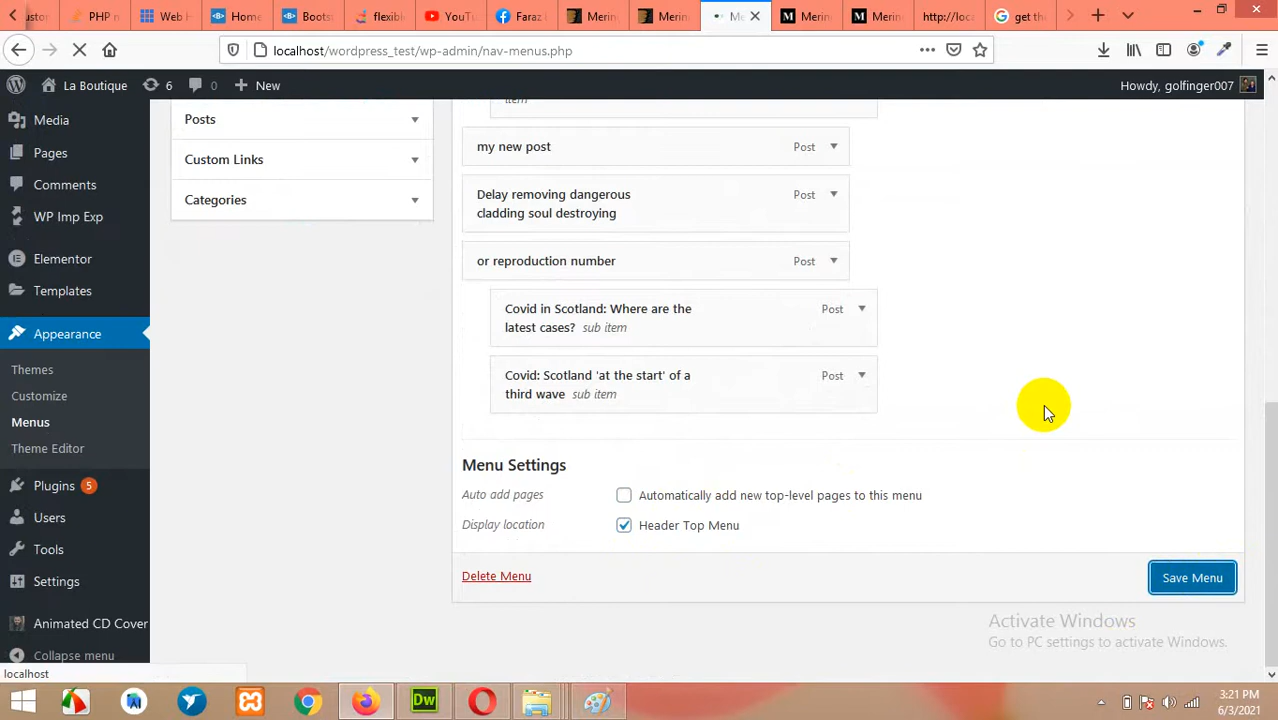 uston
PHP n
Web H
Home
Boots
flexible
YouTu
Faraz
Merin
Merin
Me
Merin
Merin
http://loca
get th
localhost/wordpress_test/wp-admin/nav-menus.php
La Boutique
6
0
New
Howdy, golfinger007
Media
Pages
Comments
WP Imp Exp
Elementor
Templates
Appearance
Themes
Customize
Menus
Theme Editor
Plugins 5
Users
Tools
Settings
Animated CD Cover
Collapse menu
Posts
Custom Links
Categories
item
my new post Post
Delay removing dangerous Post
cladding soul destroying
or reproduction number Post
Covid in Scotland: Where are the Post
latest cases? sub item
Covid: Scotland 'at the start' of a Post
third wave sub item
Menu Settings
Auto add pages Automatically add new top-level pages to this menu
Display location Header Top Menu
Delete Menu Save Menu
Activate Windows
Go to PC settings to activate Windows.
localhost
Dw
3:21 PM
6/3/2021